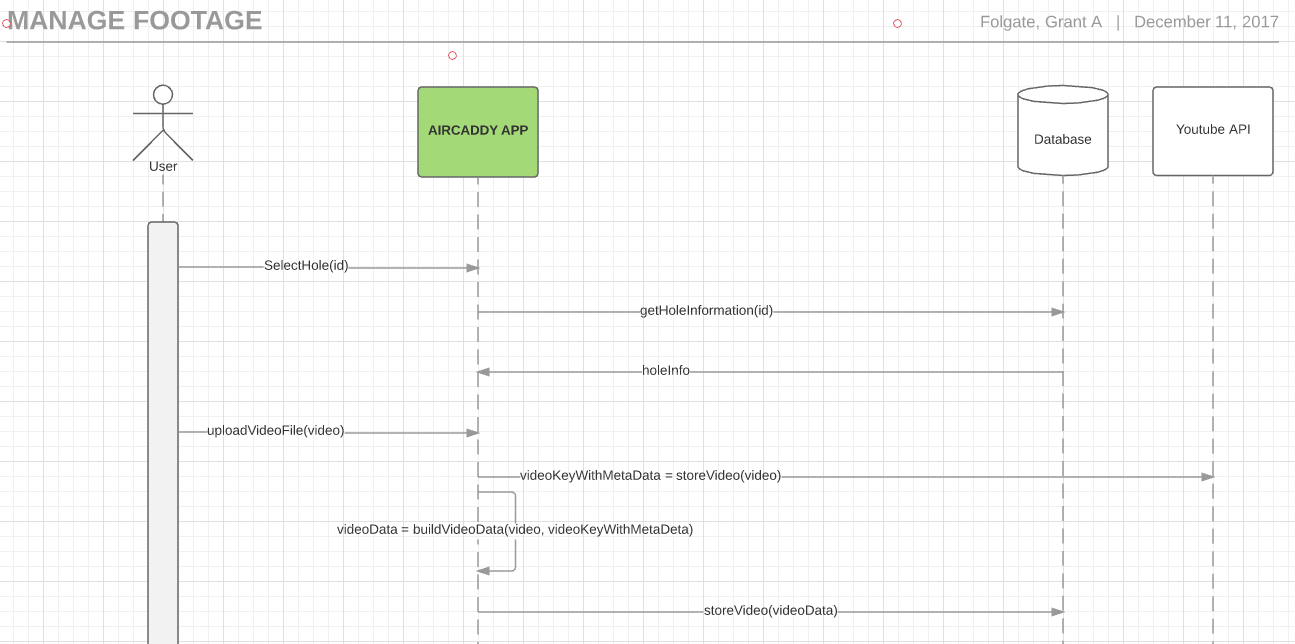 MANAGE FOOTAGE
Folgate, Grant A | December 11, 2017
User
AIRCADDY APP
Database
Youtube API
SelectHole(id)
getHoleInformation(id)
holeInfo
uploadVideoFile(video)
videoKeyWithMetaData = storeVideo(video)
videoData = buildVideoData(video, videoKeyWithMetaDeta)
storeVideo(videoData)